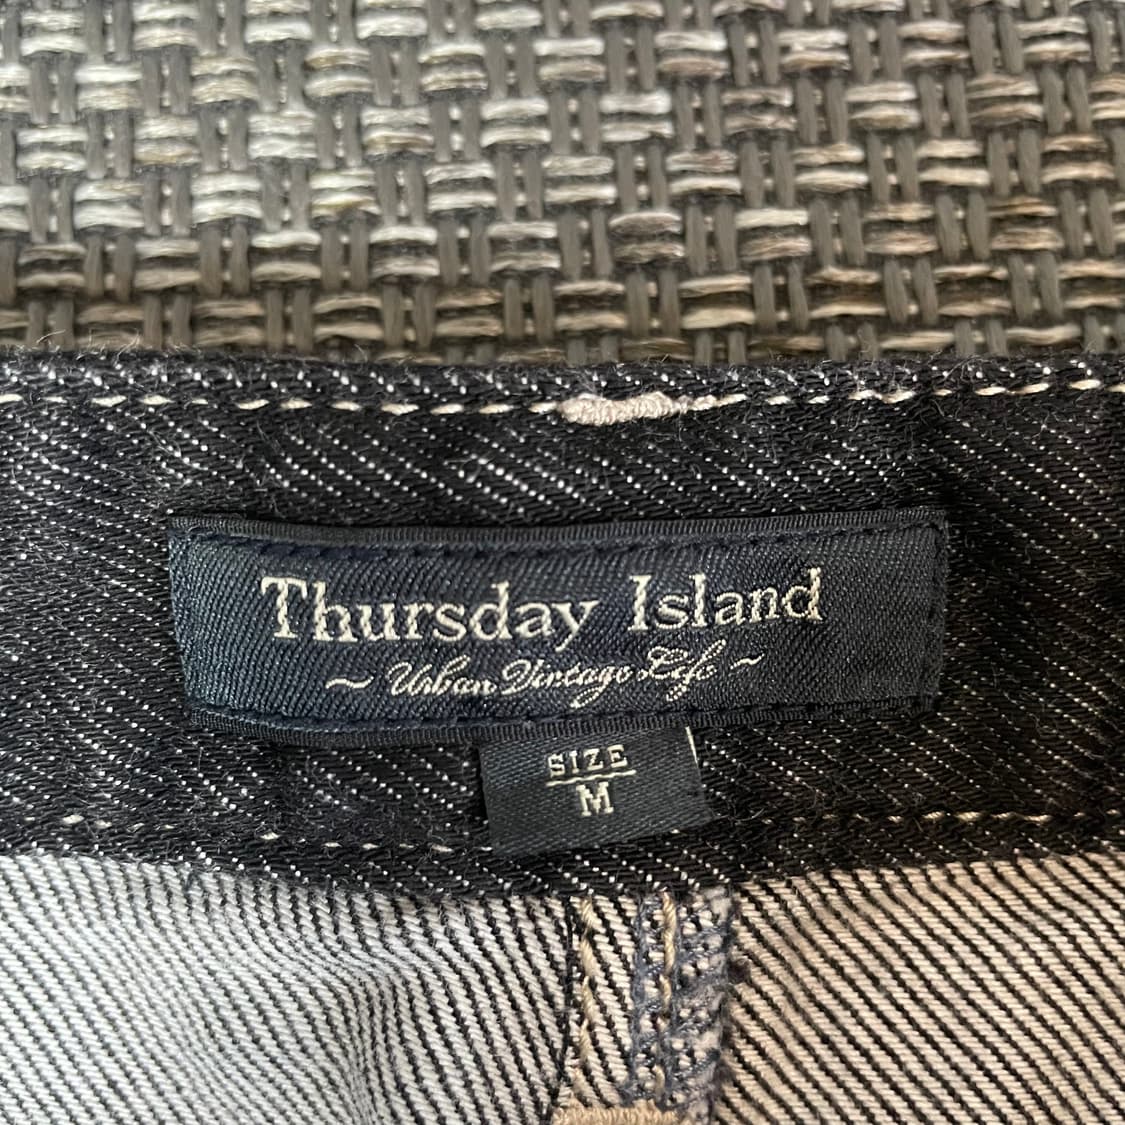 Thursday Island
~ Urban Vintage Life ~
SIZE
M